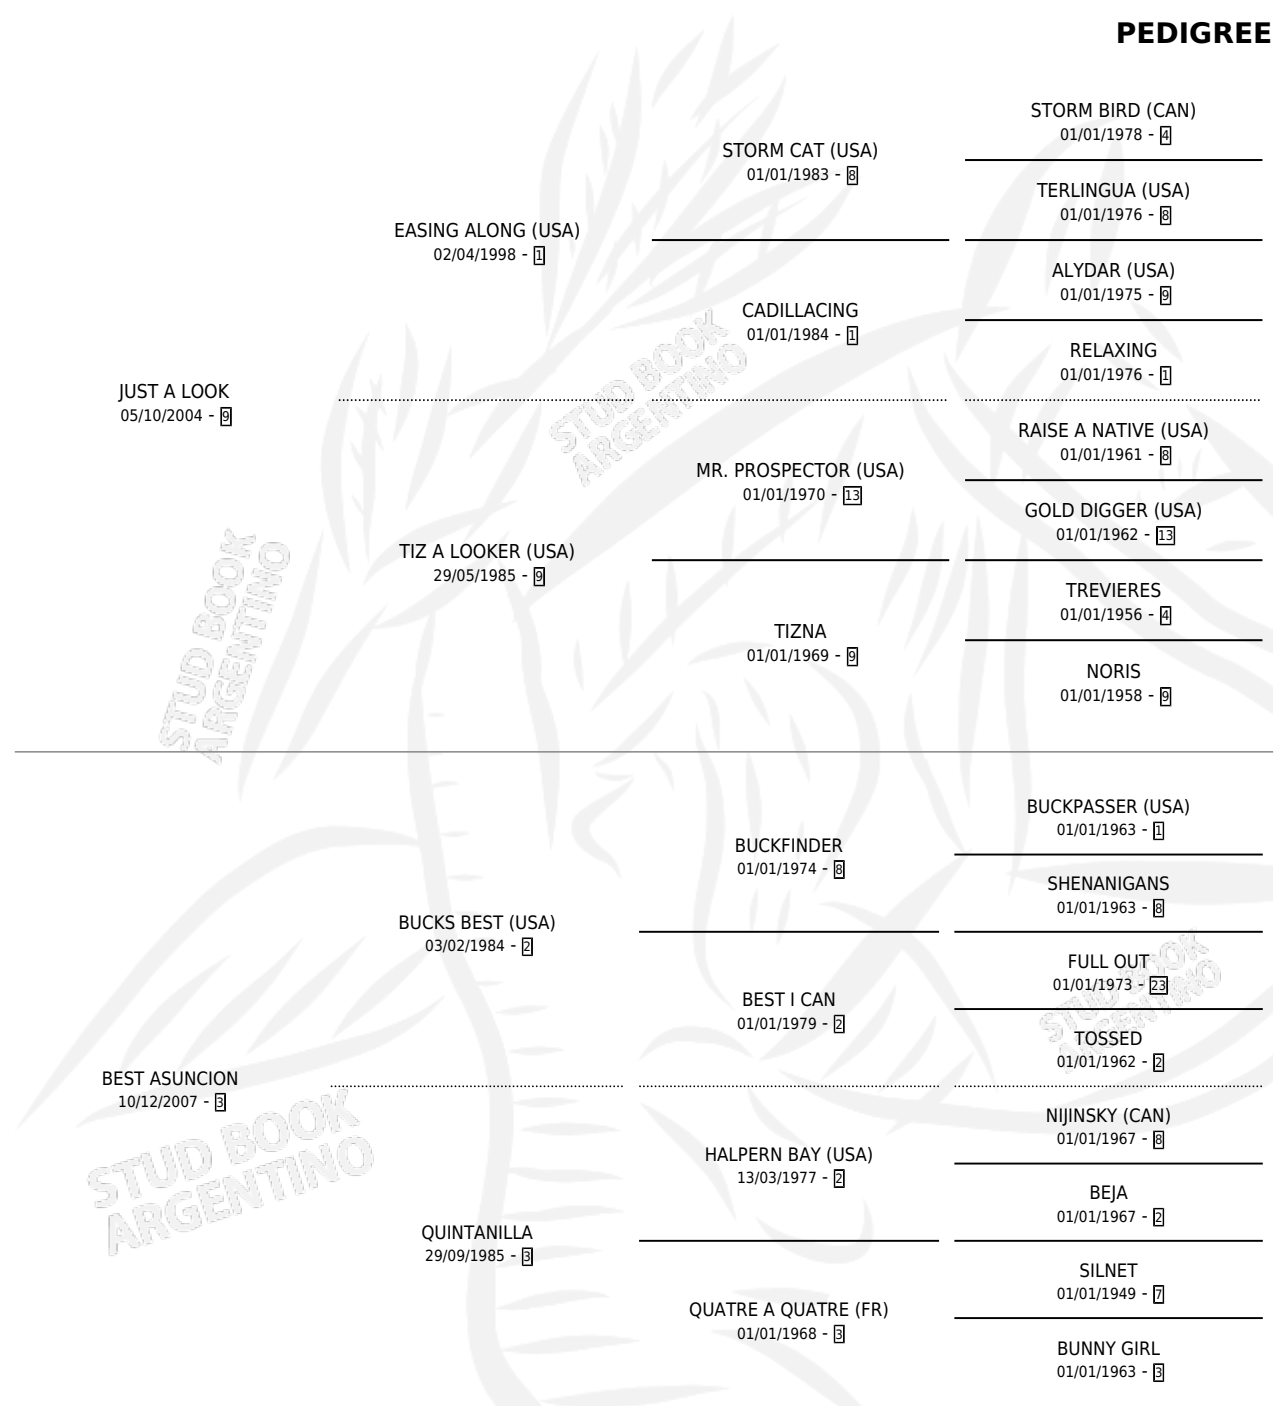 PEDIGREE
STORM BIRD (CAN)
01/01/1978 - 4
STORM CAT (USA)
01/01/1983 - 8
TERLINGUA (USA)
01/01/1976 - 8
EASING ALONG (USA)
02/04/1998 - 1
ALYDAR (USA)
01/01/1975 - 9
CADILLACING
01/01/1984 - 1
RELAXING
01/01/1976 - 1
JUST A LOOK
05/10/2004 - 9
STUD BOOK
ARGENTINO
RAISE A NATIVE (USA)
01/01/1961 - 8
MR. PROSPECTOR (USA)
01/01/1970 - 13
GOLD DIGGER (USA)
01/01/1962 - 13
TIZ A LOOKER (USA)
29/05/1985 - 9
TREVIERES
01/01/1956 - 4
TIZNA
01/01/1969 - 9
NORIS
01/01/1958 - 9
STUD BOOK
ARGENTINO
BUCKPASSER (USA)
01/01/1963 - 1
BUCKFINDER
01/01/1974 - 8
SHENANIGANS
01/01/1963 - 8
BUCKS BEST (USA)
03/02/1984 - 2
FULL OUT
01/01/1973 - 23
BEST I CAN
01/01/1979 - 2
TOSSED
01/01/1962 - 2
STUD BOOK
ARGENTINO
BEST ASUNCION
10/12/2007 - 3
NIJINSKY (CAN)
01/01/1967 - 8
HALPERN BAY (USA)
13/03/1977 - 2
BEJA
01/01/1967 - 2
STUD BOOK
ARGENTINO
QUINTANILLA
29/09/1985 - 3
SILNET
01/01/1949 - 7
QUATRE A QUATRE (FR)
01/01/1968 - 3
BUNNY GIRL
01/01/1963 - 3